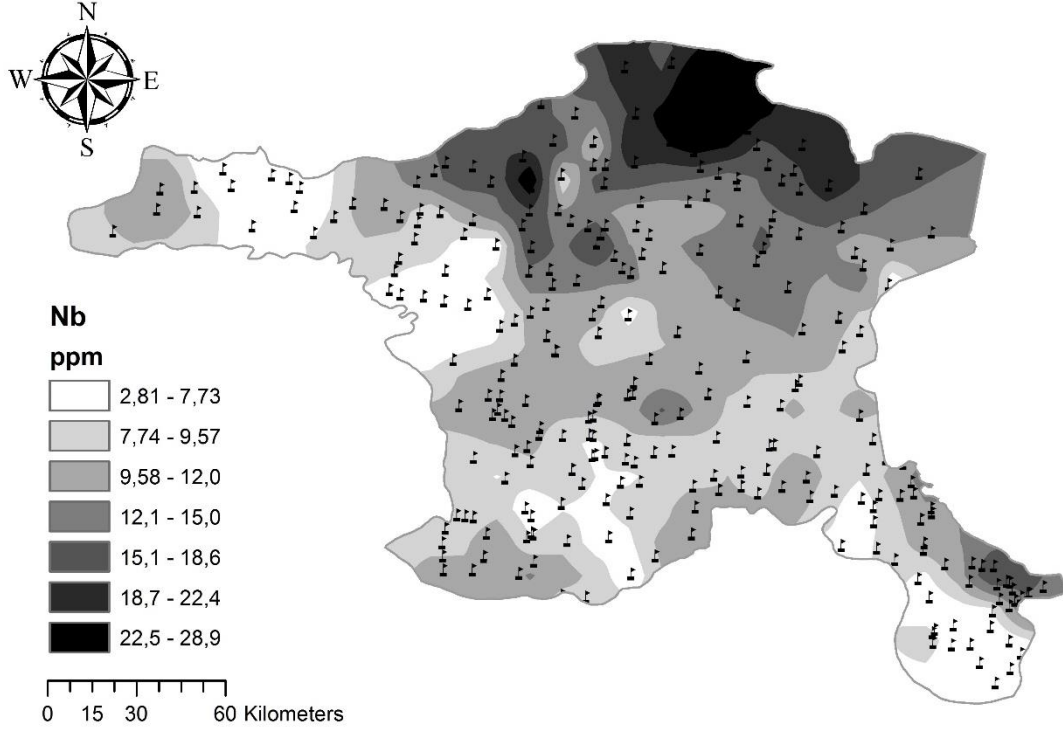 N
W E
S
Nb
ppm
2,81 - 7,73
7,74 - 9,57
9,58 - 12,0
12,1 - 15,0
15,1 - 18,6
18,7 - 22,4
22,5 - 28,9
0 15 30 60 Kilometers